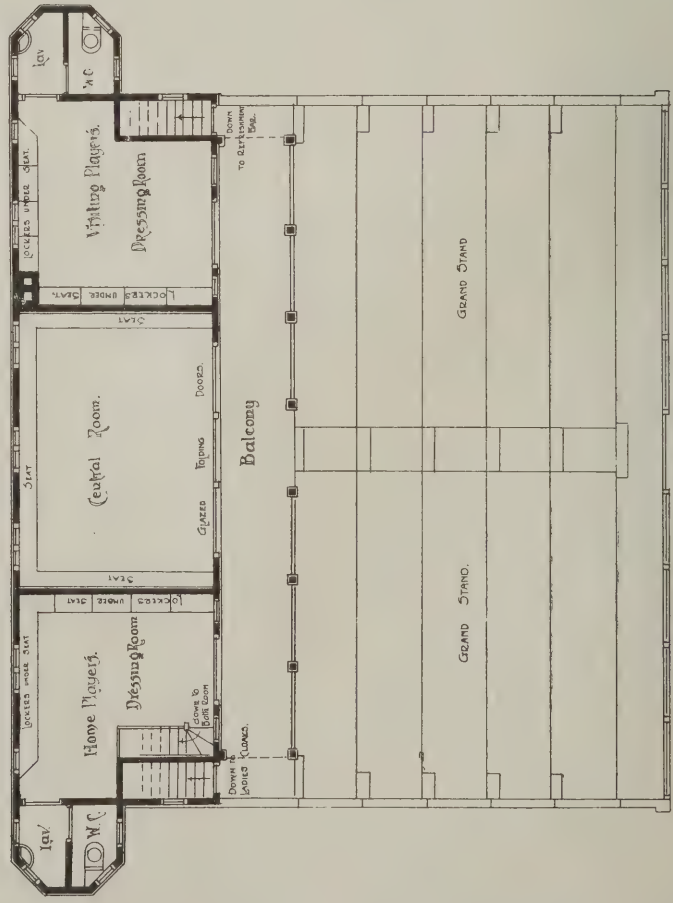 Lav.
W.C.
Home Players.
Dressing Room
LOCKERS UNDER SEAT
LOCKERS UNDER SEAT
DOWN TO
BATH ROOM
DOWN TO
LADIES CLOAKS.
SEAT
SEAT
SEAT
Central Room.
GLAZED FOLDING DOORS.
LOCKERS UNDER SEAT.
LOCKERS UNDER SEAT.
Visiting Players.
Dressing Room
Lav.
W.C.
DOWN
TO REFRESHMENT
BAR.
Balcony
GRAND STAND.
GRAND STAND